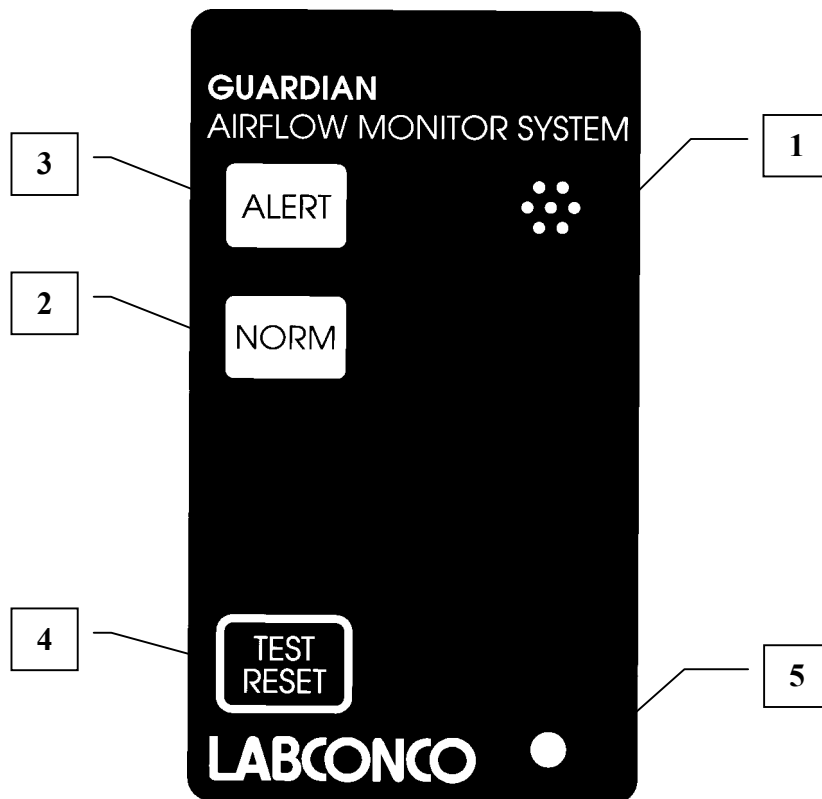 GUARDIAN
AIRFLOW MONITOR SYSTEM
3
1
ALERT
2
NORM
4
TEST
RESET
5
LABCONCO